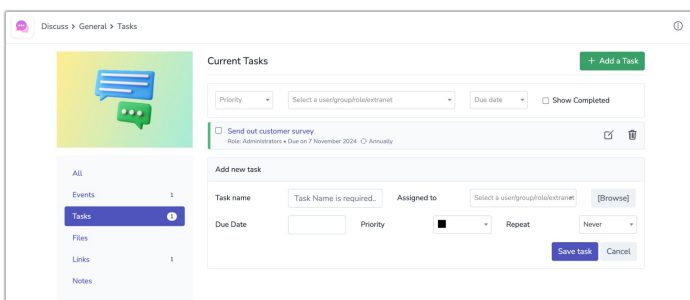 Discuss > General > Tasks
Current Tasks
+ Add a Task
Priority
Select a user/group/role/extranet
Due date
Show Completed
Send out customer survey
Role: Administrators • Due on 7 November 2024 Annually
All
Events 1
Tasks 1
Files
Links 1
Notes
Add new task
Task name
Task Name is required..
Assigned to
Select a user/group/role/extranet
[Browse]
Due Date
Priority
Repeat
Never
Save task
Cancel